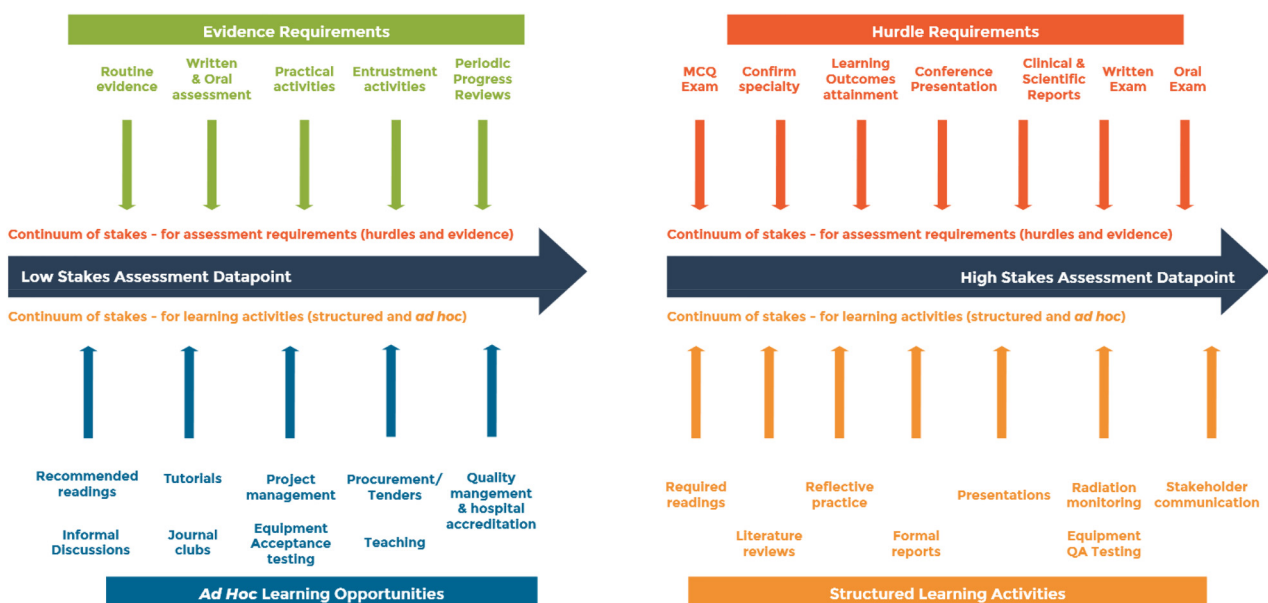 Evidence Requirements
Routine
evidence
Written
& Oral
assessment
Practical
activities
Entrustment
activities
Periodic
Progress
Reviews
Continuum of stakes - for assessment requirements (hurdles and evidence)
Low Stakes Assessment Datapoint
Continuum of stakes - for learning activities (structured and ad hoc)
Recommended
readings
Tutorials
Project
management
Procurement/
Tenders
Quality
mangement
& hospital
accreditation
Informal
Discussions
Journal
clubs
Equipment
Acceptance
testing
Teaching
Ad Hoc Learning Opportunities
Hurdle Requirements
MCQ
Exam
Confirm
specialty
Learning
Outcomes
attainment
Conference
Presentation
Clinical &
Scientific
Reports
Written
Exam
Oral
Exam
Continuum of stakes - for assessment requirements (hurdles and evidence)
High Stakes Assessment Datapoint
Continuum of stakes - for learning activities (structured and ad hoc)
Required
readings
Reflective
practice
Presentations
Radiation
monitoring
Stakeholder
communication
Literature
reviews
Formal
reports
Equipment
QA Testing
Structured Learning Activities